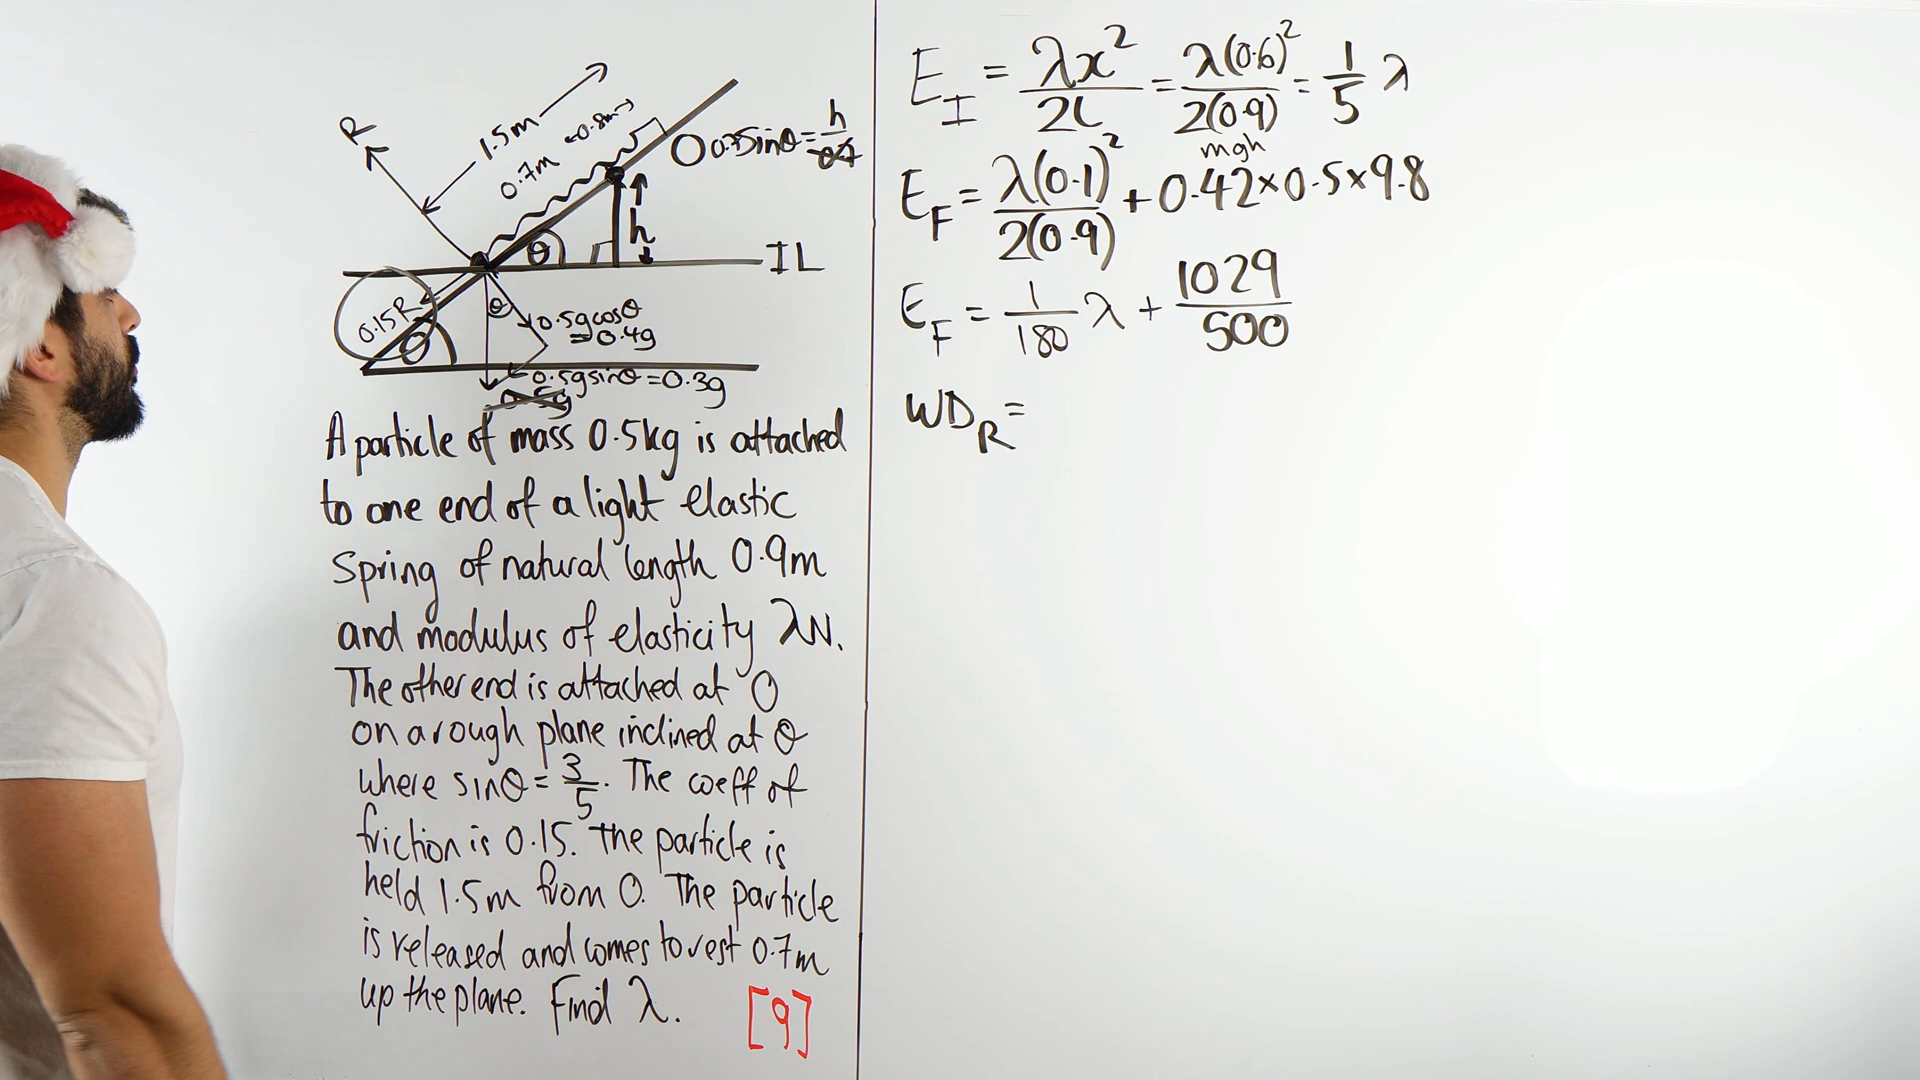 R
1.5m
0.7m
0.8m
O
0.7sinθ = h
0.7
h
θ
IL
0.15R
θ
θ
0.5gcosθ
= 0.4g
0.5gsinθ = 0.3g
0.5g
A particle of mass 0.5kg is attached
to one end of a light elastic
Spring of natural length 0.9m
and modulus of elasticity λN.
The other end is attached at O
on a rough plane inclined at θ
where sinθ = 3/5. The coeff of
friction is 0.15. The particle is
held 1.5m from O. The particle
is released and comes to rest 0.7m
up the plane. Find λ.
[9]
E_I = λx²/2l = λ(0.6)²/2(0.9) = 1/5 λ
mgh
E_F = λ(0.1)²/2(0.9) + 0.42×0.5×9.8
E_F = 1/180 λ + 1029/500
WD_R =